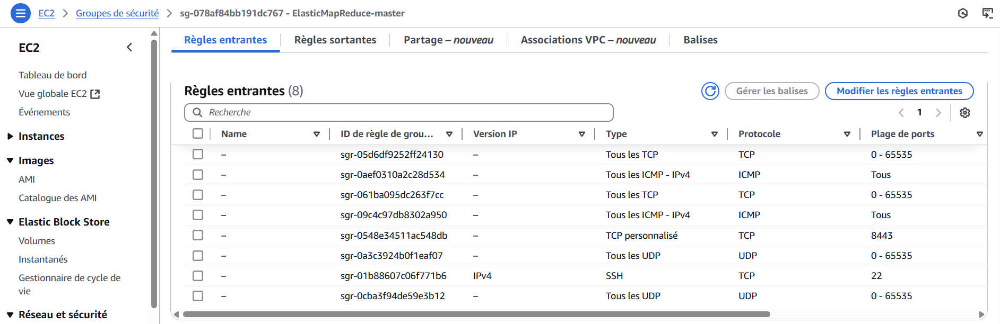 EC2 > Groupes de sécurité > sg-078af84bb191dc767 - ElasticMapReduce-master
EC2
Tableau de bord
Vue globale EC2
Événements
Instances
Images
AMI
Catalogue des AMI
Elastic Block Store
Volumes
Instantanés
Gestionnaire de cycle de
vie
Réseau et sécurité
Règles entrantes Règles sortantes Partage – nouveau Associations VPC – nouveau Balises
Règles entrantes (8)
Gérer les balises Modifier les règles entrantes
Recherche
1
Name ID de règle de grou... Version IP Type Protocole Plage de ports
– sgr-05d6df9252ff24130 – Tous les TCP TCP 0 - 65535
– sgr-0aef0310a2c28d534 – Tous les ICMP - IPv4 ICMP Tous
– sgr-061ba095dc263f7cc – Tous les TCP TCP 0 - 65535
– sgr-09c4c97db8302a950 – Tous les ICMP - IPv4 ICMP Tous
– sgr-0548e34511ac548db – TCP personnalisé TCP 8443
– sgr-0a3c3924b0f1eaf07 – Tous les UDP UDP 0 - 65535
– sgr-01b88607c06f771b6 IPv4 SSH TCP 22
– sgr-0cba3f94de59e3b12 – Tous les UDP UDP 0 - 65535